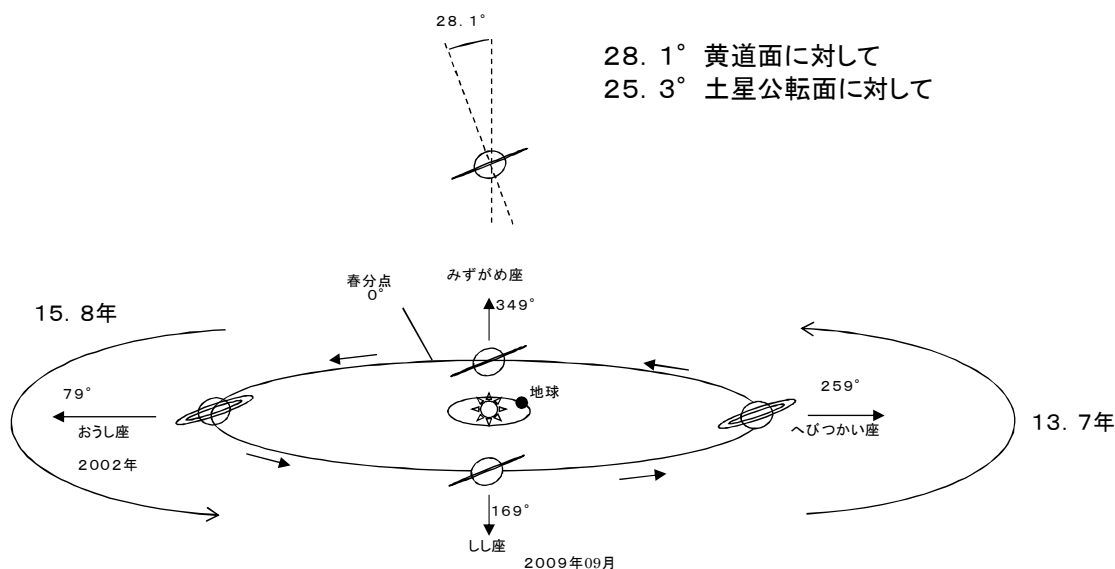 28.1°
28.1° 黄道面に対して
25.3° 土星公転面に対して
みずがめ座
春分点
0°
349°
15.8年
地球
79°
259°
おうし座
へびつかい座
13.7年
2002年
169°
しし座
2009年09月